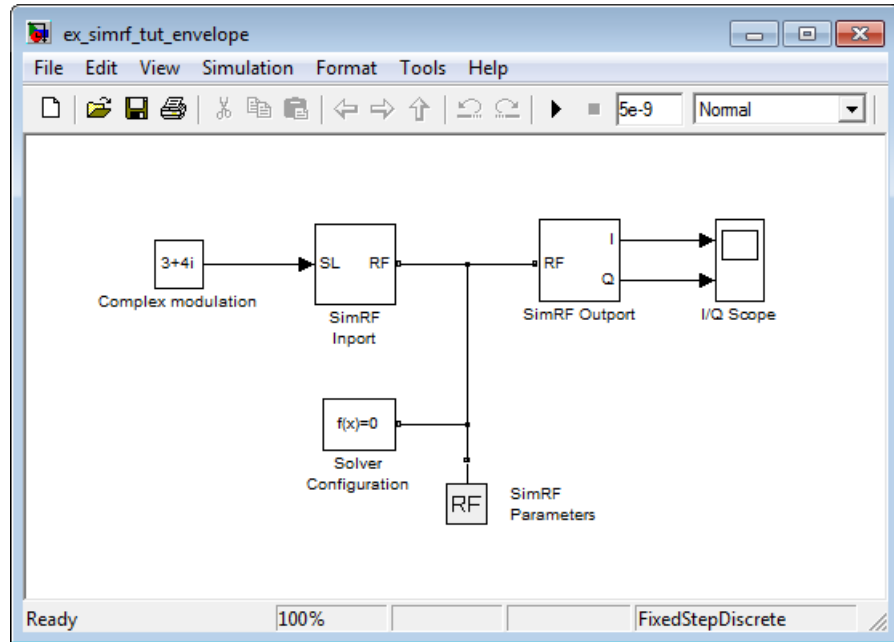 ex_simrf_tut_envelope
File Edit View Simulation Format Tools Help
5e-9 Normal
3+4i
Complex modulation
SL RF
SimRF
Inport
RF I
Q
SimRF Outport
I/Q Scope
f(x)=0
Solver
Configuration
RF
SimRF
Parameters
Ready 100% FixedStepDiscrete